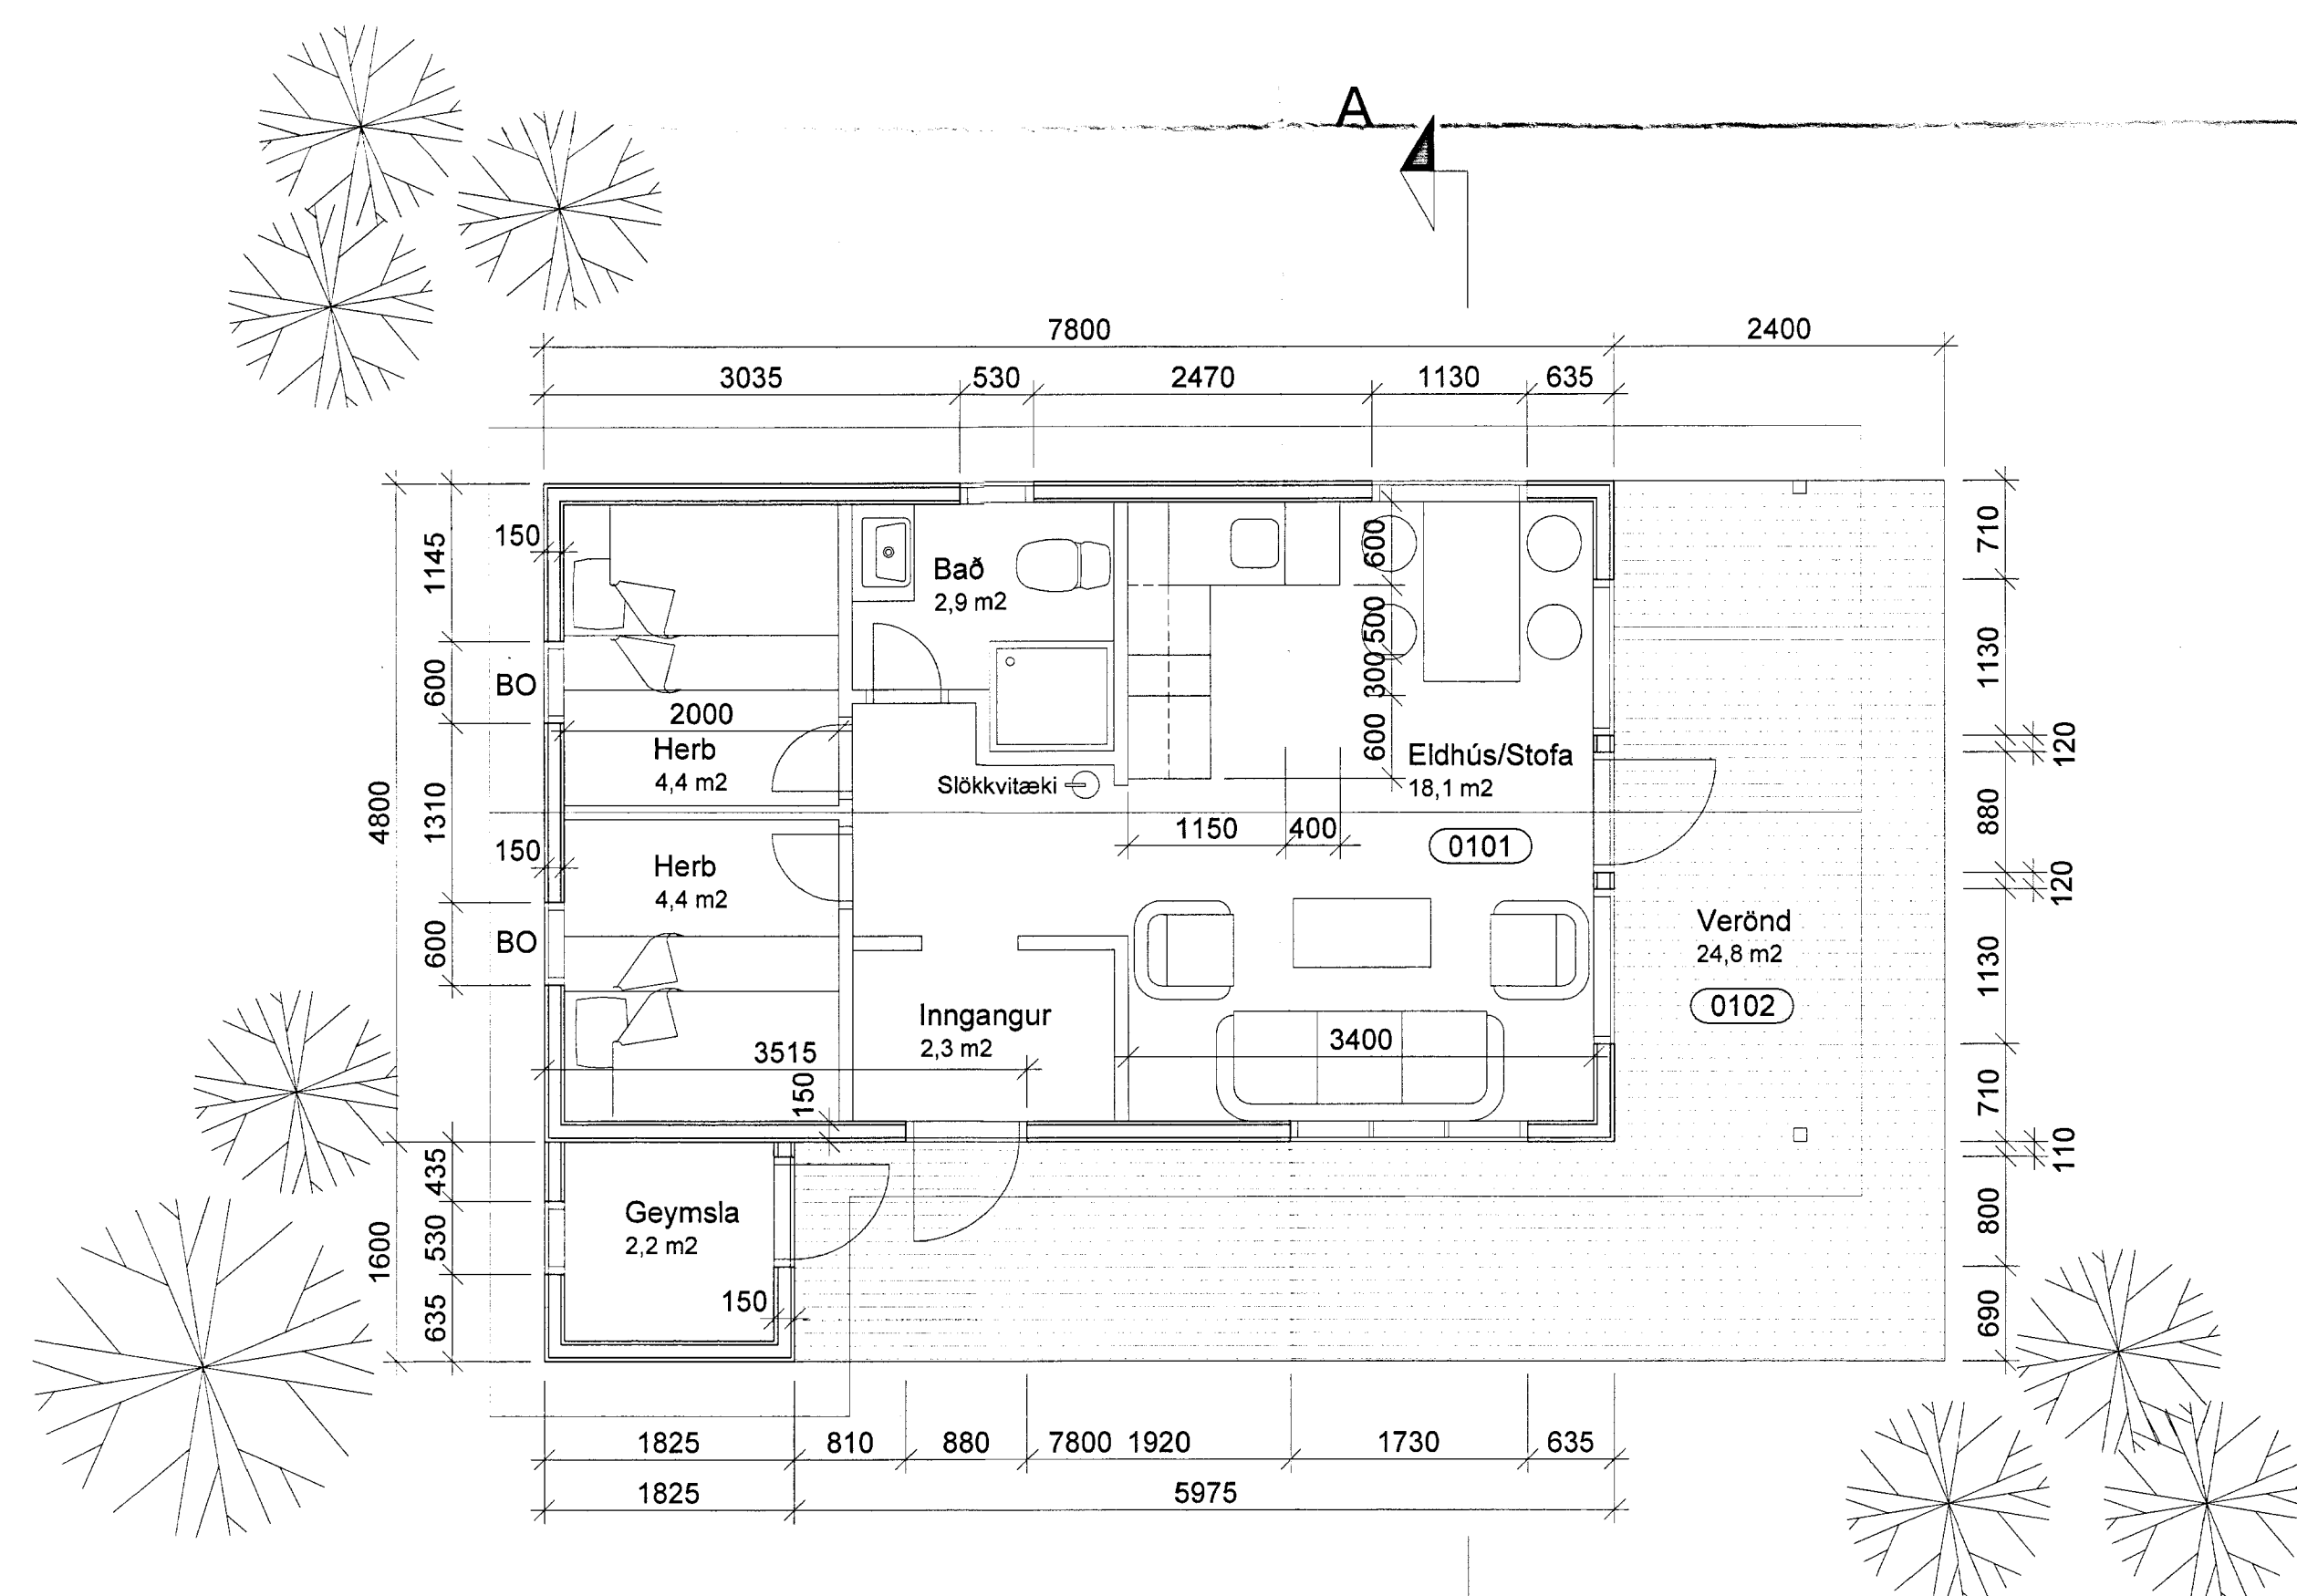 A
7800
2400
3035
530
2470
1130
635
4800
1145
600
1310
600
150
BO
150
BO
Bað
2,9 m2
600
500
300
600
2000
Herb
4,4 m2
Herb
4,4 m2
Slökkvitæki
Eldhús/Stofa
18,1 m2
1150
400
0101
710
1130
120
880
120
1130
710
110
800
690
Verönd
24,8 m2
0102
Inngangur
2,3 m2
3515
150
3400
1600
435
530
635
Geymsla
2,2 m2
150
1825
810
880
7800
1920
1730
635
1825
5975